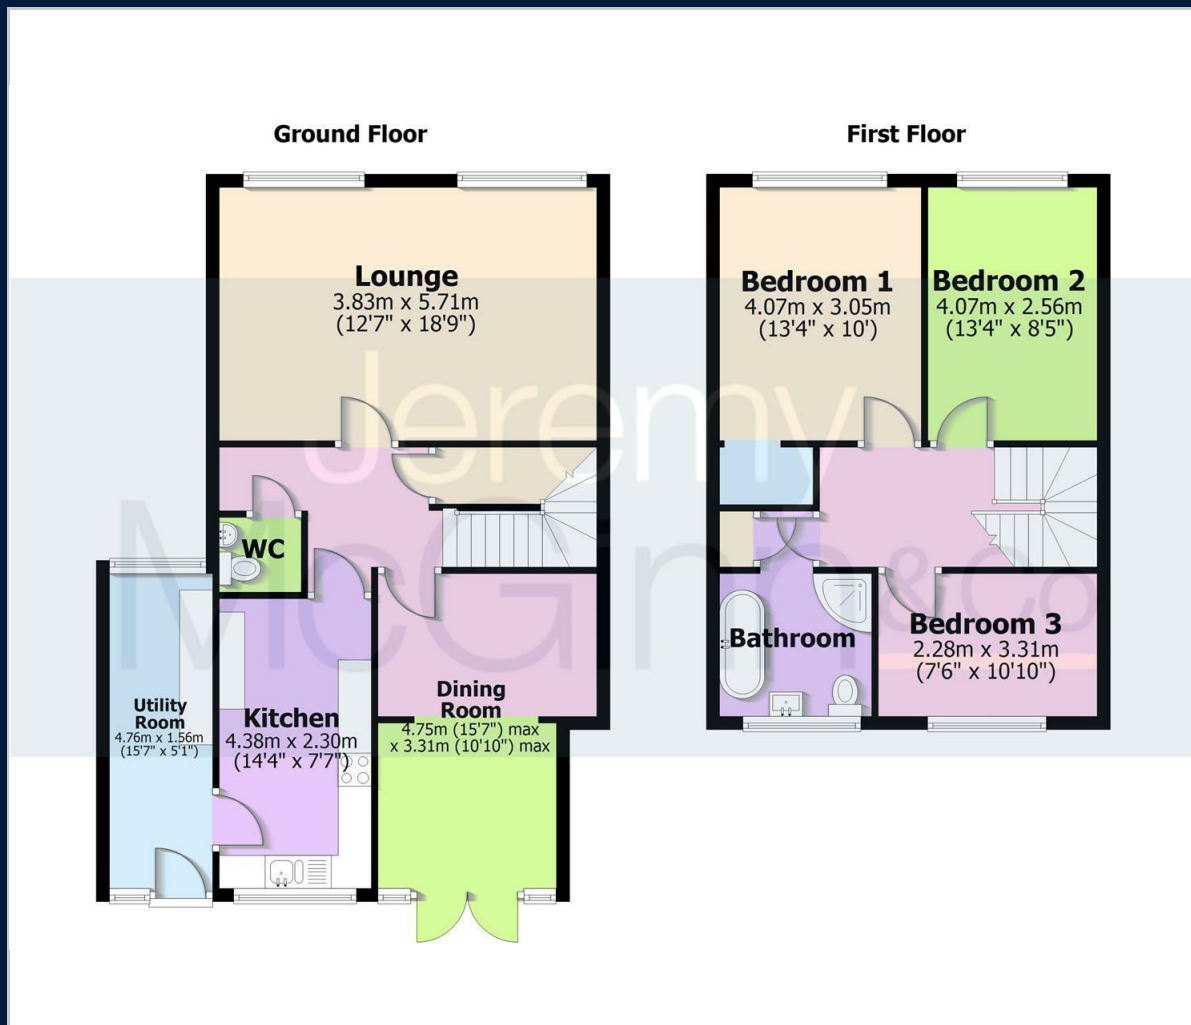 Ground Floor
First Floor
Lounge
3.83m x 5.71m
(12'7" x 18'9")
Bedroom 1
4.07m x 3.05m
(13'4" x 10')
Bedroom 2
4.07m x 2.56m
(13'4" x 8'5")
Jeremy
McGinn & Co
WC
Utility
Room
4.76m x 1.56m
(15'7" x 5'1")
Kitchen
4.38m x 2.30m
(14'4" x 7'7")
Dining
Room
4.75m (15'7") max
x 3.31m (10'10") max
Bathroom
Bedroom 3
2.28m x 3.31m
(7'6" x 10'10")